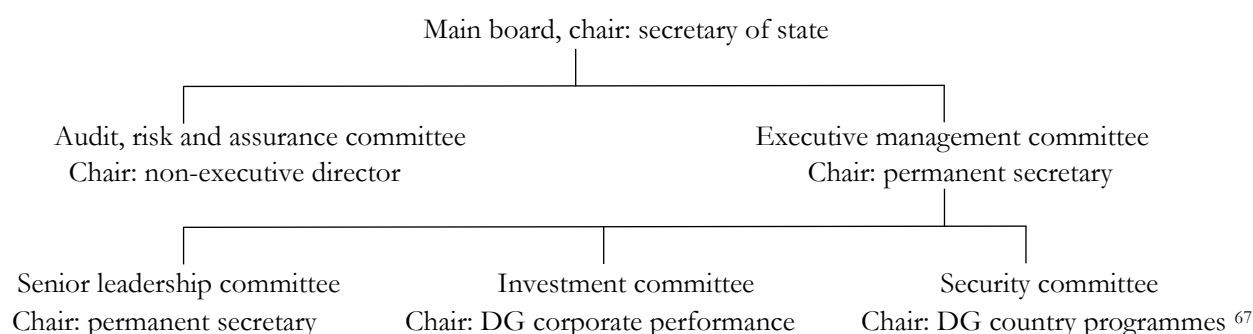 Main board, chair: secretary of state
Audit, risk and assurance committee
Chair: non-executive director
Executive management committee
Chair: permanent secretary
Senior leadership committee
Chair: permanent secretary
Investment committee
Chair: DG corporate performance
Security committee
Chair: DG country programmes 67